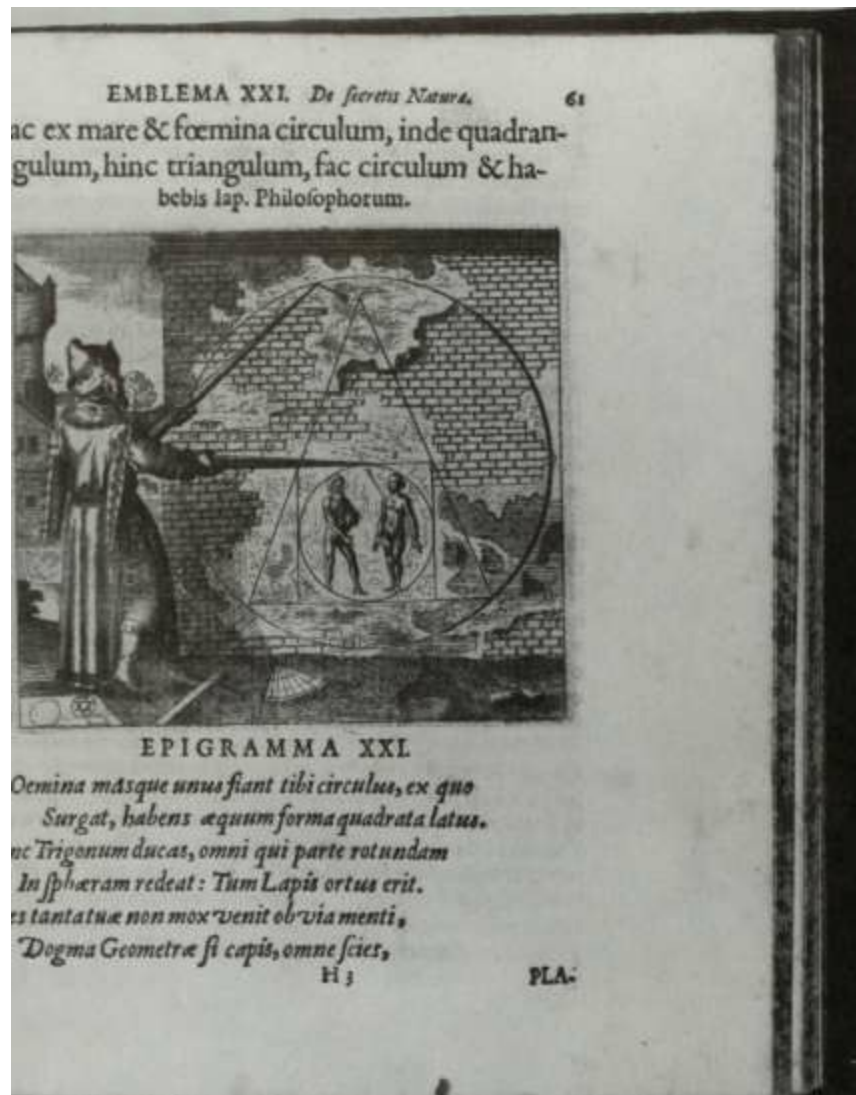 EMBLEMA XXI. De secretis Naturæ. 61
ac ex mare & fœmina circulum, inde quadran-
gulum, hinc triangulum, fac circulum & ha-
bebis lap. Philosophorum.
EPIGRAMMA XXI.
Oemina masque unus fiant tibi circulus, ex quo
Surgat, habens æquum forma quadrata latus.
nc Trigonum ducas, omni qui parte rotundam
In sphæram redeat: Tum Lapis ortus erit.
es tanta tuæ non mox venit obvia menti,
Dogma Geometræ si capis, omne scies,
H 3 PLA-